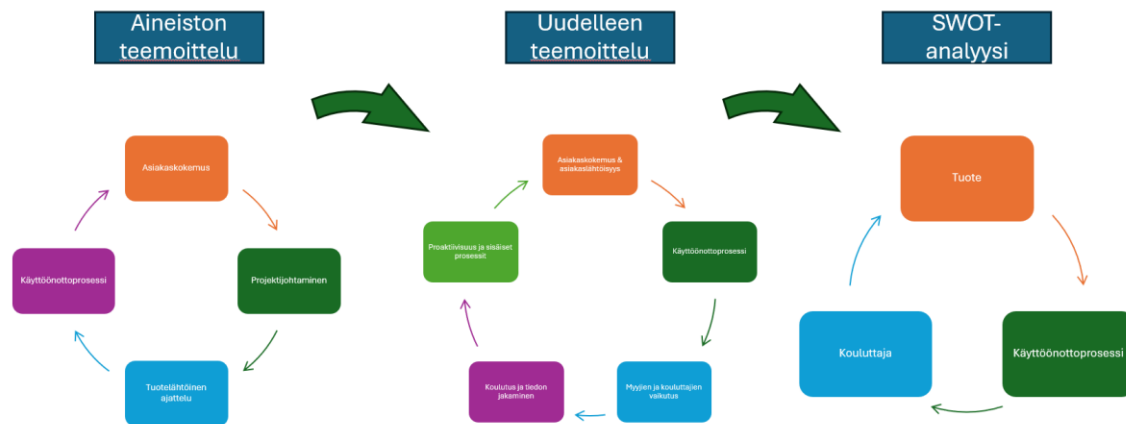 Aineiston
teemoittelu
Uudelleen
teemoittelu
SWOT-
analyysi
Asiakaskokemus
Projektijohtaminen
Tuotelähtöinen
ajattelu
Käyttöönottoprosessi
Asiakaskokemus &
asiakaslähtöisyys
Käyttöönottoprosessi
Myyjien ja kouluttajien
vaikutus
Koulutus ja tiedon
jakaminen
Proaktiivisuus ja sisäiset
prosessit
Tuote
Käyttöönottoprosessi
Kouluttaja